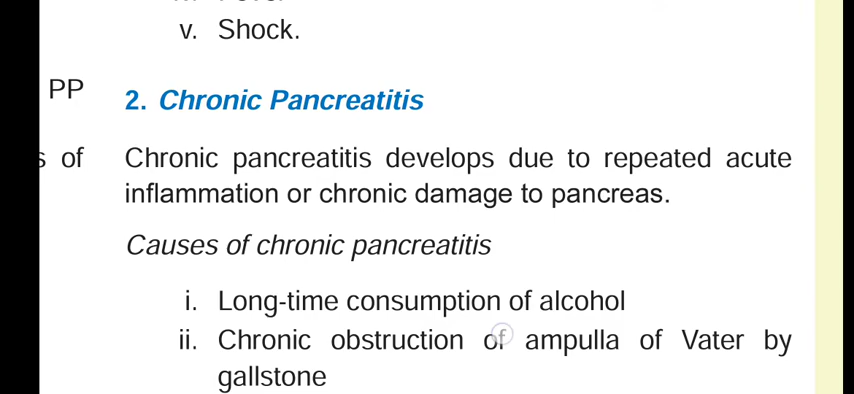 v. Shock.
PP
2. Chronic Pancreatitis
s of
Chronic pancreatitis develops due to repeated acute
inflammation or chronic damage to pancreas.
Causes of chronic pancreatitis
i. Long-time consumption of alcohol
ii. Chronic obstruction of ampulla of Vater by
gallstone